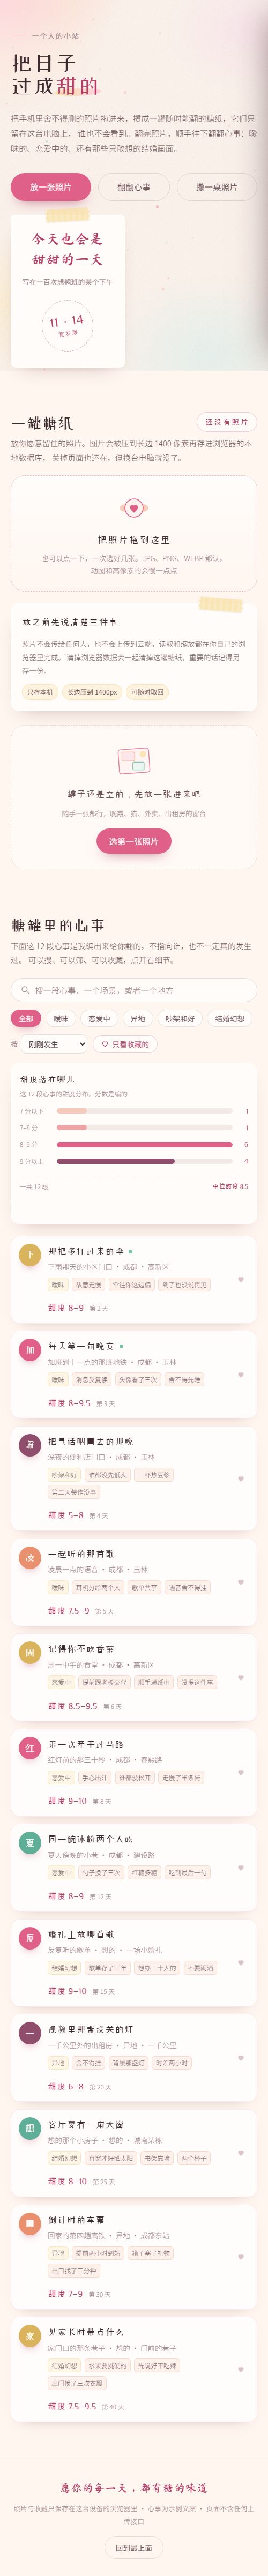 一个人的小站
把日子
过成甜的
把手机里舍不得删的照片拖进来，攒成一罐随时能翻的糖纸，它们只
留在这台电脑上， 谁也不会看到。翻完照片，顺手往下翻翻心事：暧
昧的、恋爱中的、还有那些只敢想的结婚画面。
放一张照片
翻翻心事
撒一桌照片
今天也会是
甜甜的一天
写在一百次想贴班的某个下午
11 · 14
宜发呆
一罐糖纸
还没有照片
放你愿意留住的照片。图片会被压到长边 1400 像素再存进浏览器的本
地数据库， 关掉页面也还在，但换台电脑就没了。
把照片拖到这里
也可以点一下，一次选好几张。JPG、PNG、WEBP 都认，
动图和高像素的会慢一点点
放之前先说清楚三件事
照片不会传给任何人，也不会上传到云端，读取和缩放都在你自己的浏
览器里完成。 清掉浏览器数据会一起清掉这罐糖纸，重要的话记得另
存一份。
只存本机
长边压到 1400px
可随时取回
罐子还是空的，先放一张进来吧
随手一张都行，晚霞、猫、外卖、出租房的窗台
选第一张照片
糖罐里的心事
下面这 12 段心事是我编出来给你翻的，不指向谁，也不一定真的发生
过。 可以搜、可以筛、可以收藏，点开看细节。
搜一段心事、一个场景，或者一个地方
全部
暧昧
恋爱中
异地
吵架和好
结婚幻想
按
刚刚发生
只看收藏的
甜度落在哪儿
这 12 段心事的甜度分布，分数是编的
7 分以下 1
7–8 分 1
8–9 分 6
9 分以上 4
一共 12 段
中位甜度 8.5
下
那把多打过来的伞
下雨那天的小区门口 · 成都 · 高新区
暧昧 故意走慢 伞往你这边偏 到了也没说再见
甜度 8–9 第 2 天
加
每天等一句晚安
加班到十一点的那班地铁 · 成都 · 玉林
暧昧 消息反复读 头像看了三次 舍不得先睡
甜度 8–9.5 第 3 天
深
把气话咽回去的那晚
深夜的便利店门口 · 成都 · 玉林
吵架和好 谁都没先低头 一杯热豆浆
第二天装作没事
甜度 5–8 第 4 天
凌
一起听的那首歌
凌晨一点的语音 · 成都 · 玉林
暧昧 耳机分给两个人 歌单共享 语音舍不得挂
甜度 7.5–9 第 5 天
周
记得你不吃香菜
周一中午的食堂 · 成都 · 高新区
恋爱中 提前跟老板交代 顺手递纸巾 没提这件事
甜度 8.5–9.5 第 6 天
红
第一次牵手过马路
红灯前的那三十秒 · 成都 · 春熙路
恋爱中 手心出汗 谁都没松开 走慢了半条街
甜度 9–10 第 8 天
夏
同一碗冰粉两个人吃
夏天傍晚的小巷 · 成都 · 建设路
恋爱中 勺子换了三次 红糖多糖 吃到最后一勺
甜度 8–9 第 12 天
反
婚礼上放哪首歌
反复听的歌单 · 想的 · 一场小婚礼
结婚幻想 歌单存了三年 想办三十人的 不要闹酒
甜度 9–10 第 15 天
一
视频里那盏没关的灯
一千公里外的出租房 · 异地 · 一千公里
异地 舍不得挂 背景那盏灯 时差两小时
甜度 6–8 第 20 天
想
客厅要有一扇大窗
想的那个小房子 · 想的 · 城南某栋
结婚幻想 有猫才好晒太阳 书架靠墙 两个杯子
甜度 8–10 第 25 天
回
倒计时的车票
回家的第四趟高铁 · 异地 · 成都东站
异地 提前两小时到站 箱子塞了礼物
出口找了三分钟
甜度 7–9 第 30 天
家
见家长时带点什么
家门口的那条巷子 · 想的 · 门前的巷子
结婚幻想 水果要挑硬的 先说好不吃辣
出门换了三次衣服
甜度 7.5–9.5 第 40 天
愿你的每一天，都有糖的味道
照片与收藏只保存在这台设备的浏览器里 · 心事为示例文案 · 页面不含任何上
传接口
回到最上面